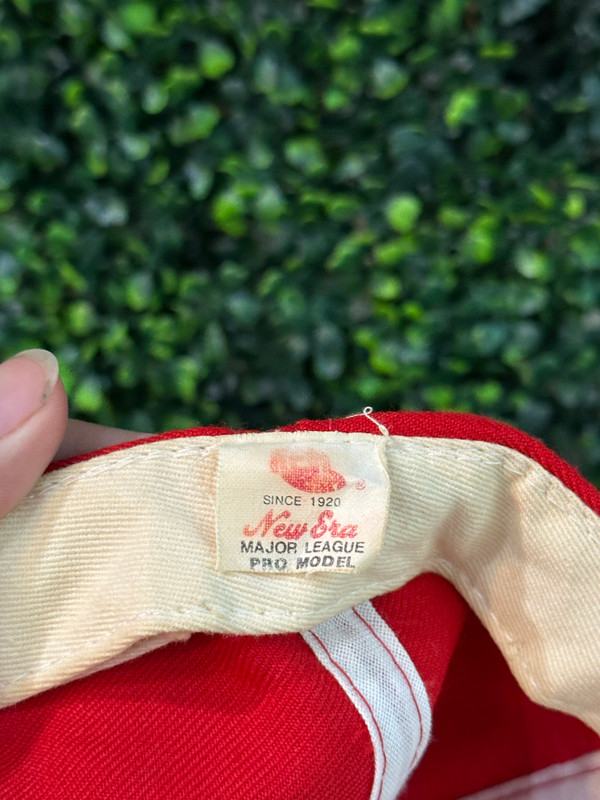 ®
SINCE 1920
New Era
MAJOR LEAGUE
PRO MODEL